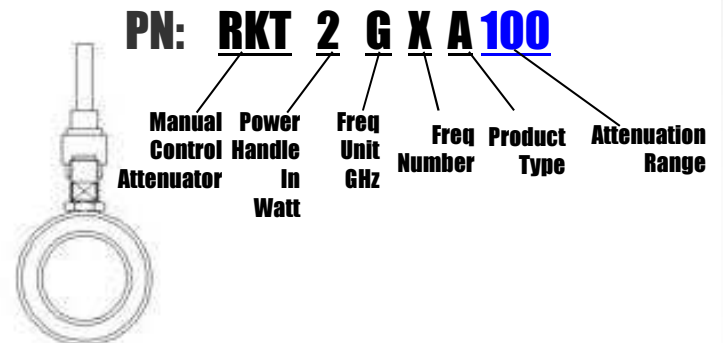 PN: RKT 2 G X A 100
Manual
Control
Attenuator
Power
Handle
In
Watt
Freq
Unit
GHz
Freq
Number
Product
Type
Attenuation
Range